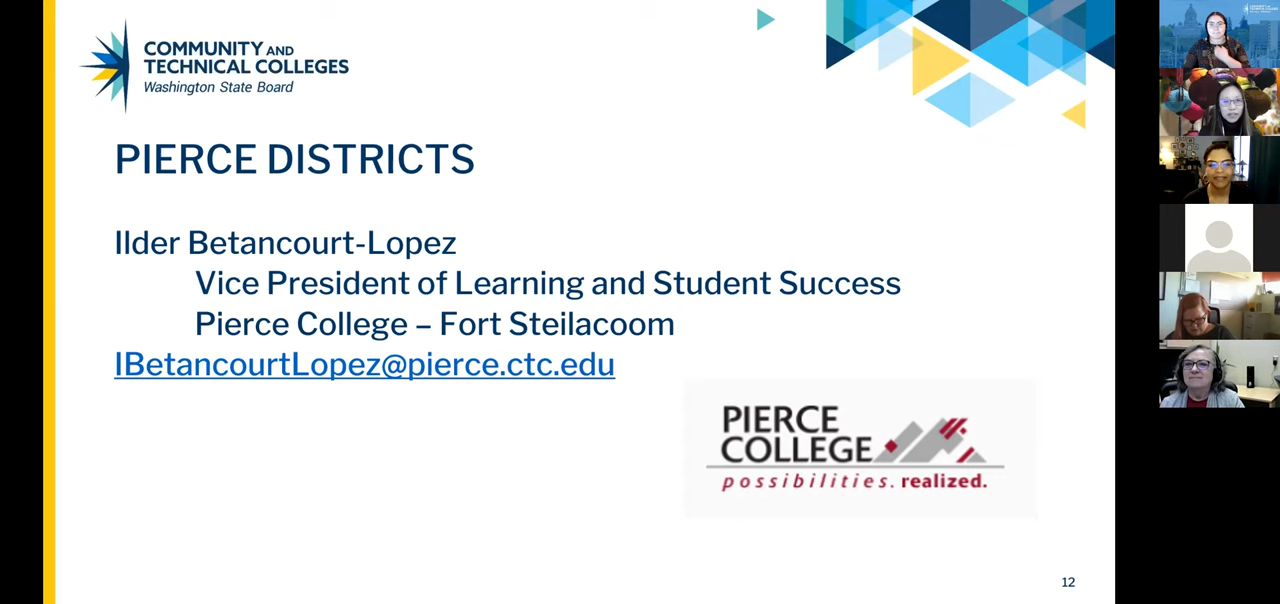 COMMUNITY AND
TECHNICAL COLLEGES
Washington State Board
PIERCE DISTRICTS
Ilder Betancourt-Lopez
Vice President of Learning and Student Success
Pierce College – Fort Steilacoom
IBetancourtLopez@pierce.ctc.edu
PIERCE
COLLEGE
possibilities. realized.
12